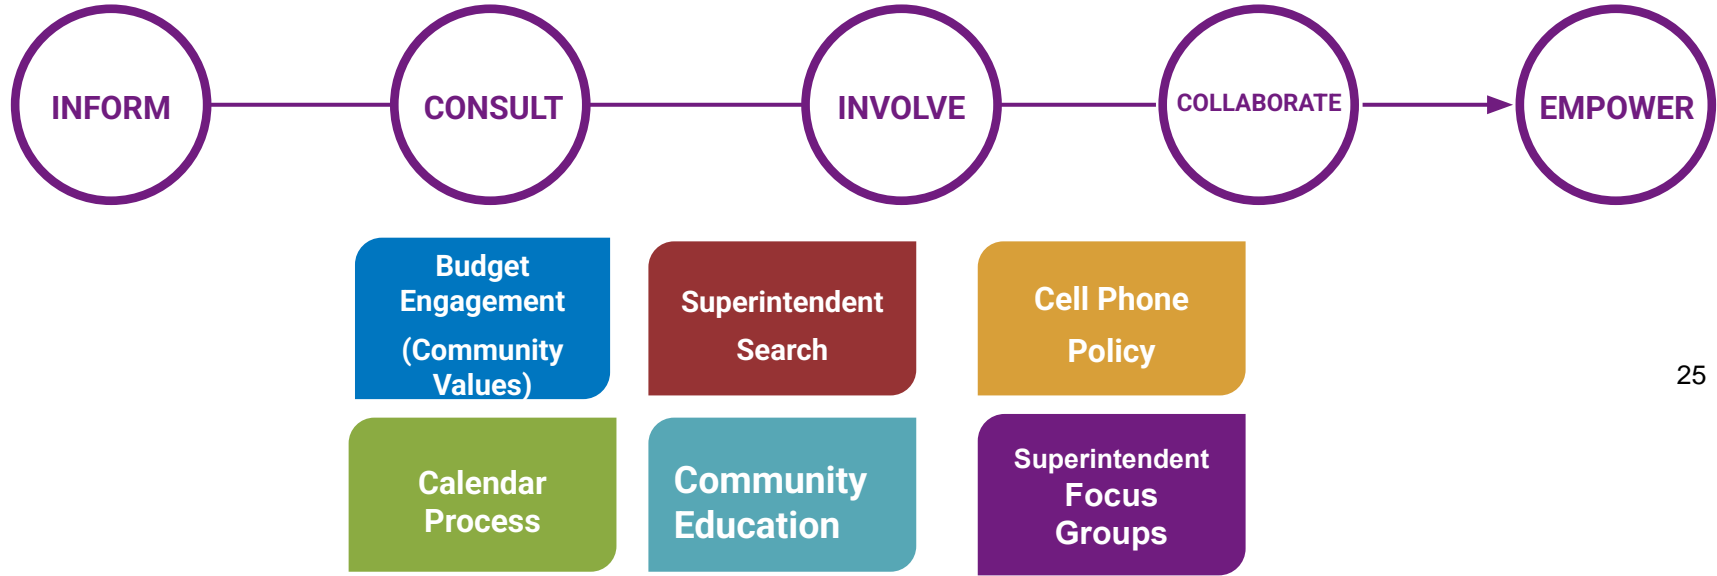 INFORM
CONSULT
INVOLVE
COLLABORATE
EMPOWER
Budget
Engagement
(Community
Values)
Superintendent
Search
Cell Phone
Policy
25
Calendar
Process
Community
Education
Superintendent
Focus
Groups